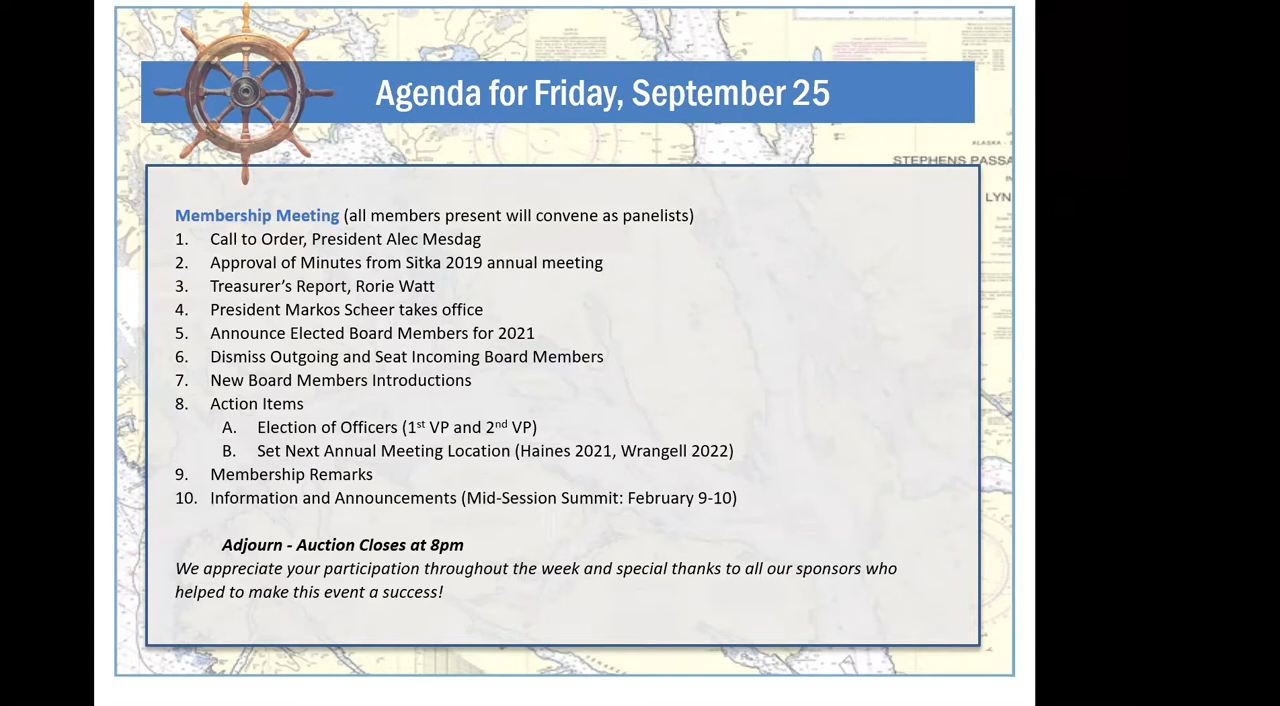 Agenda for Friday, September 25
ALASKA -
STEPHENS PASSA
LYN
Membership Meeting (all members present will convene as panelists)
1. Call to Order, President Alec Mesdag
2. Approval of Minutes from Sitka 2019 annual meeting
3. Treasurer's Report, Rorie Watt
4. President Markos Scheer takes office
5. Announce Elected Board Members for 2021
6. Dismiss Outgoing and Seat Incoming Board Members
7. New Board Members Introductions
8. Action Items
A. Election of Officers (1st VP and 2nd VP)
B. Set Next Annual Meeting Location (Haines 2021, Wrangell 2022)
9. Membership Remarks
10. Information and Announcements (Mid-Session Summit: February 9-10)
Adjourn - Auction Closes at 8pm
We appreciate your participation throughout the week and special thanks to all our sponsors who
helped to make this event a success!